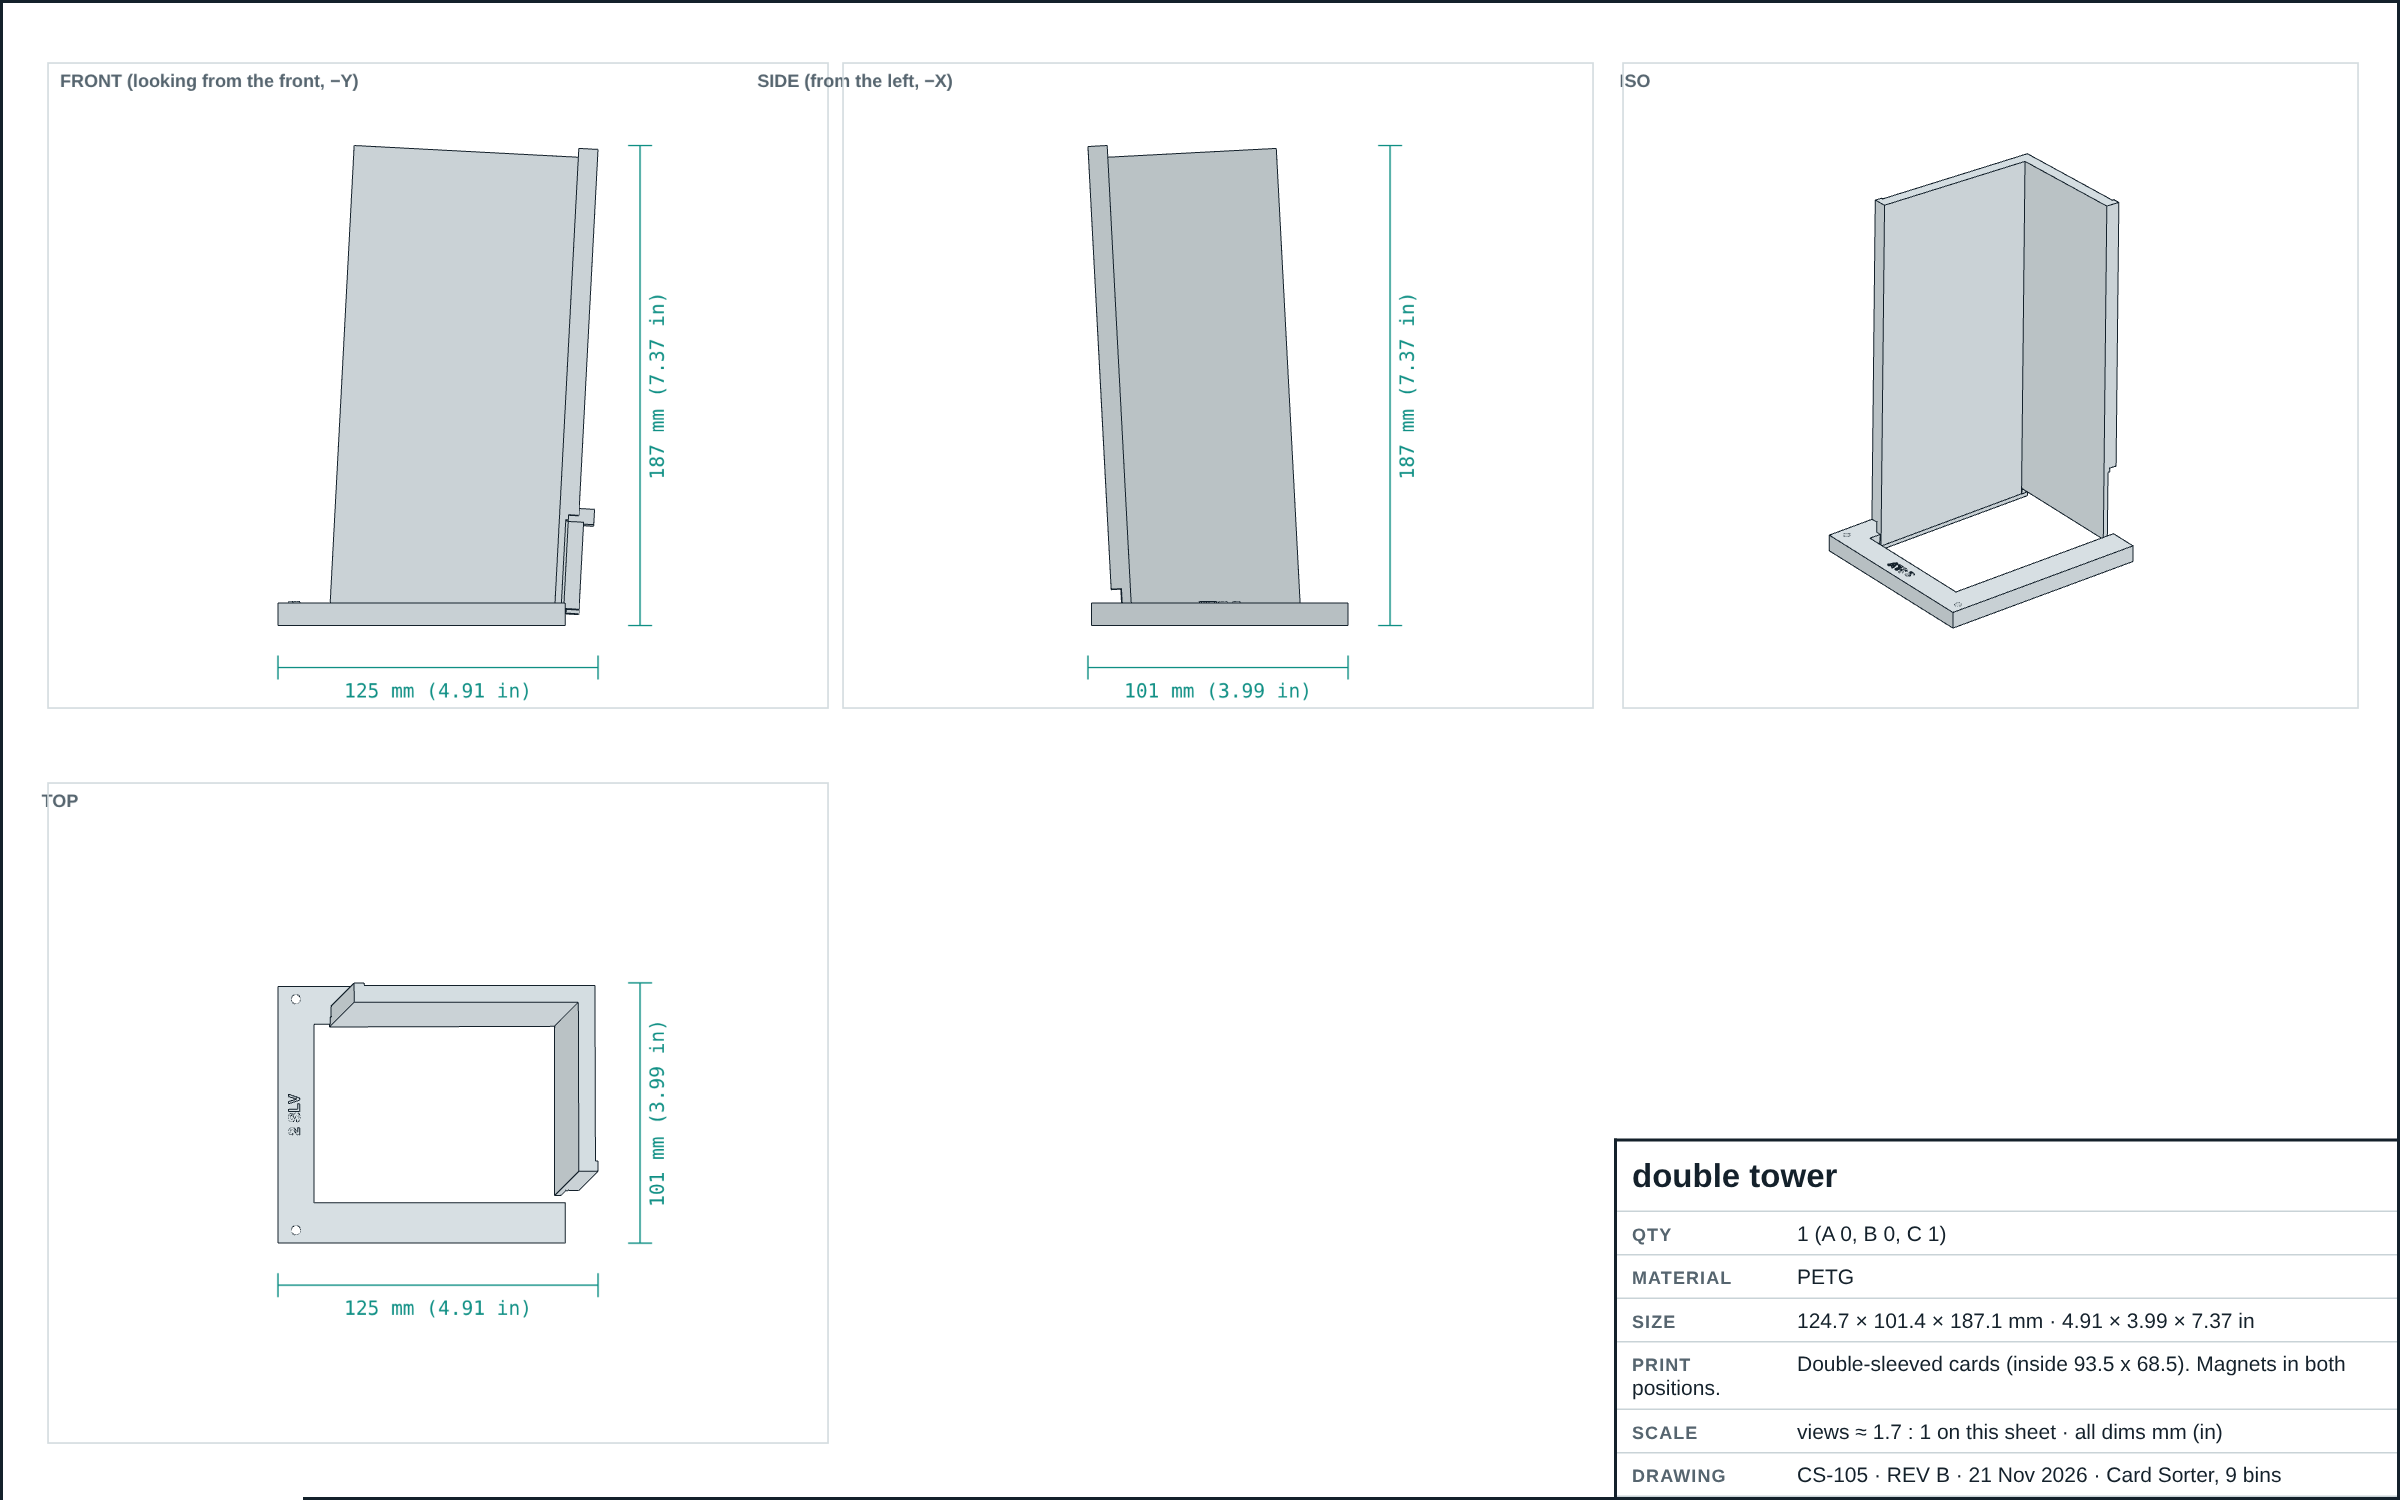 FRONT (looking from the front, −Y)
SIDE (from the left, −X)
ISO
187 mm (7.37 in)
187 mm (7.37 in)
125 mm (4.91 in)
101 mm (3.99 in)
TOP
2 SLV
101 mm (3.99 in)
125 mm (4.91 in)
double tower
QTY 1 (A 0, B 0, C 1)
MATERIAL PETG
SIZE 124.7 × 101.4 × 187.1 mm · 4.91 × 3.99 × 7.37 in
PRINT Double-sleeved cards (inside 93.5 x 68.5). Magnets in both
positions.
SCALE views ≈ 1.7 : 1 on this sheet · all dims mm (in)
DRAWING CS-105 · REV B · 21 Nov 2026 · Card Sorter, 9 bins